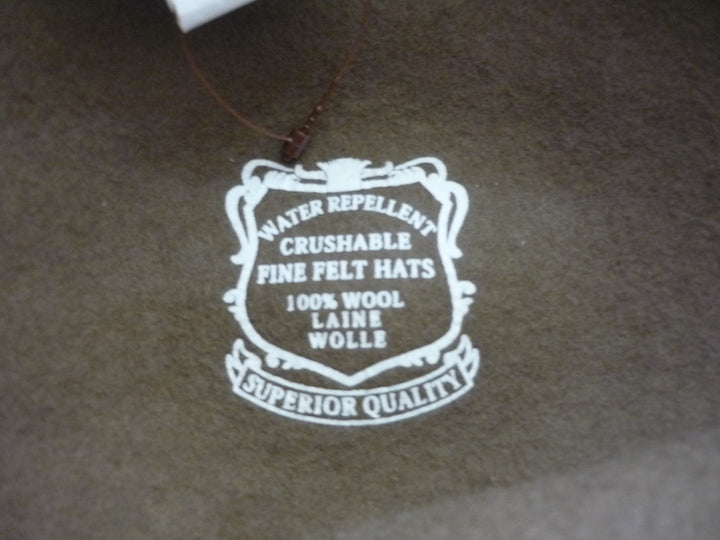 WATER REPELLENT
CRUSHABLE
FINE FELT HATS
100% WOOL
LAINE
WOLLE
SUPERIOR QUALITY